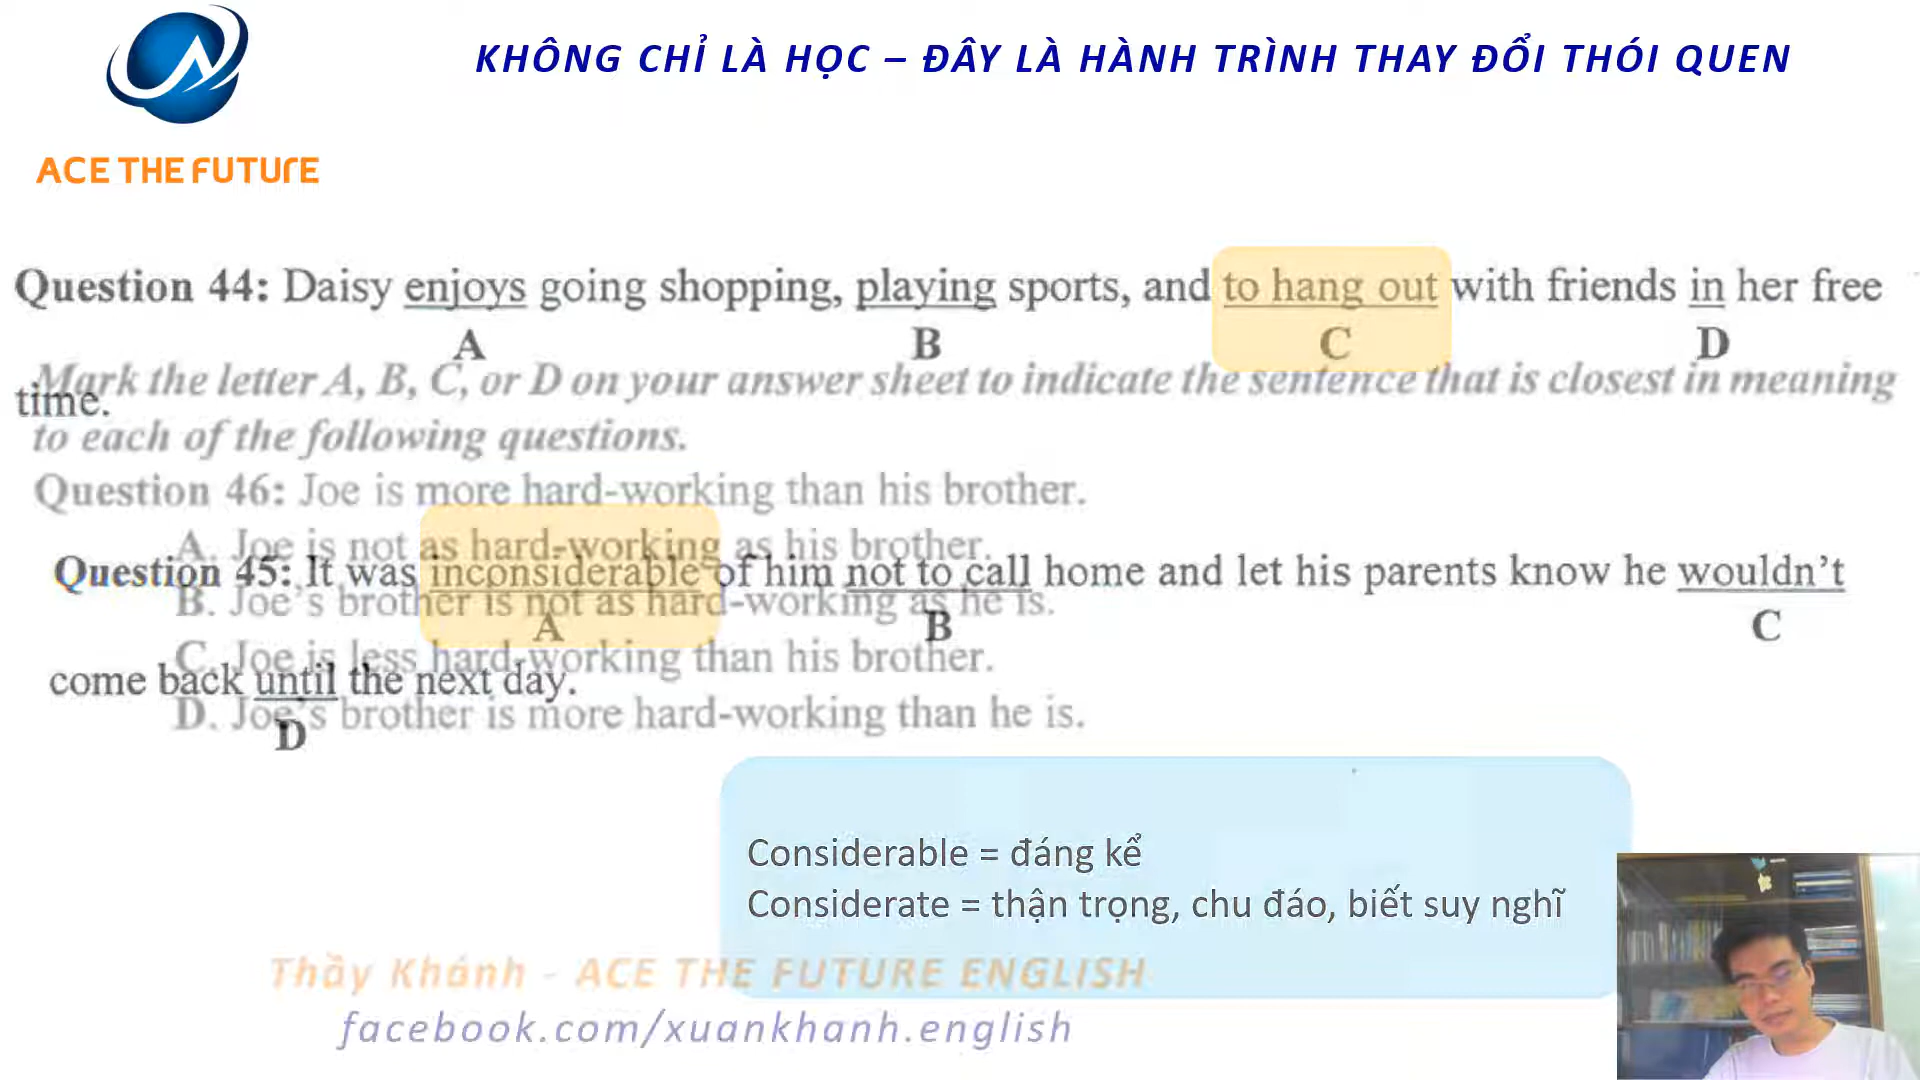 KHÔNG CHỈ LÀ HỌC – ĐÂY LÀ HÀNH TRÌNH THAY ĐỔI THÓI QUEN
ACE THE FUTURE
Question 44: Daisy enjoys going shopping, playing sports, and to hang out with friends in her free
A B C D
time.
Mark the letter A, B, C, or D on your answer sheet to indicate the sentence that is closest in meaning
to each of the following questions.
Question 46: Joe is more hard-working than his brother.
A. Joe is not as hard-working as his brother.
Question 45: It was inconsiderable of him not to call home and let his parents know he wouldn't
B. Joe's brother is not as hard-working as he is.
A B C
C. Joe is less hard-working than his brother.
come back until the next day.
D. Joe's brother is more hard-working than he is.
D
Considerable = đáng kể
Considerate = thận trọng, chu đáo, biết suy nghĩ
Thầy Khánh - ACE THE FUTURE ENGLISH
facebook.com/xuankhanh.english